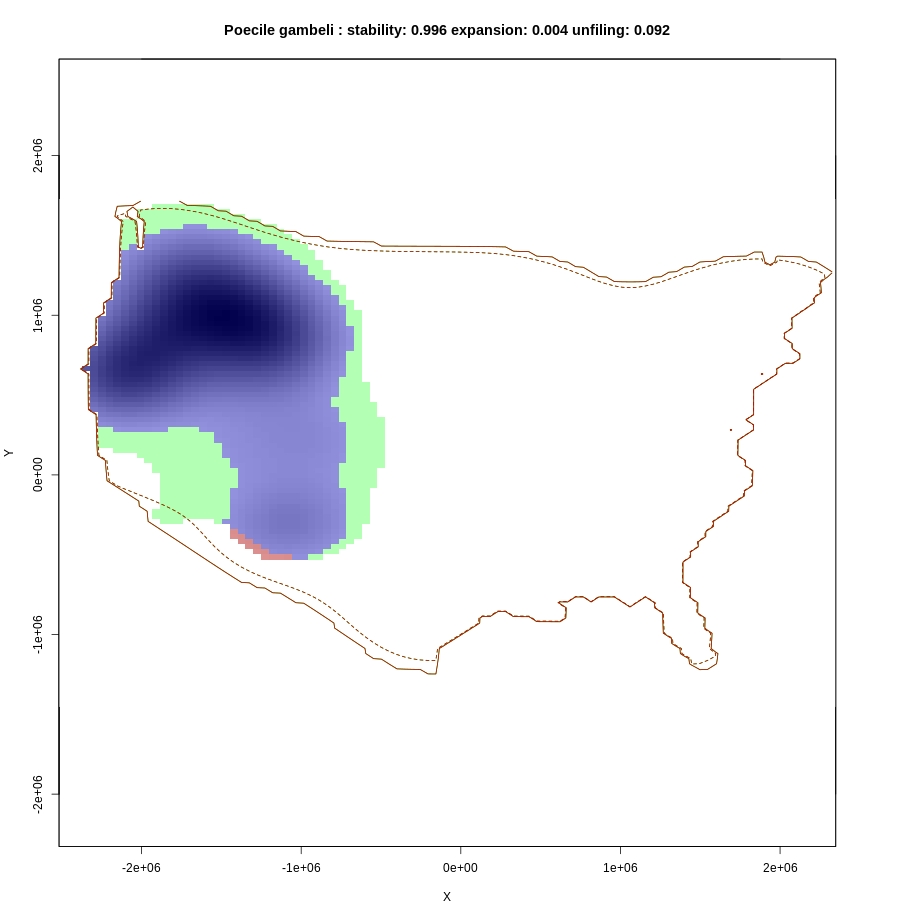 Poecile gambeli : stability: 0.996 expansion: 0.004 unfiling: 0.092
2e+06
1e+06
0e+00
-1e+06
-2e+06
Y
-2e+06 -1e+06 0e+00 1e+06 2e+06
X